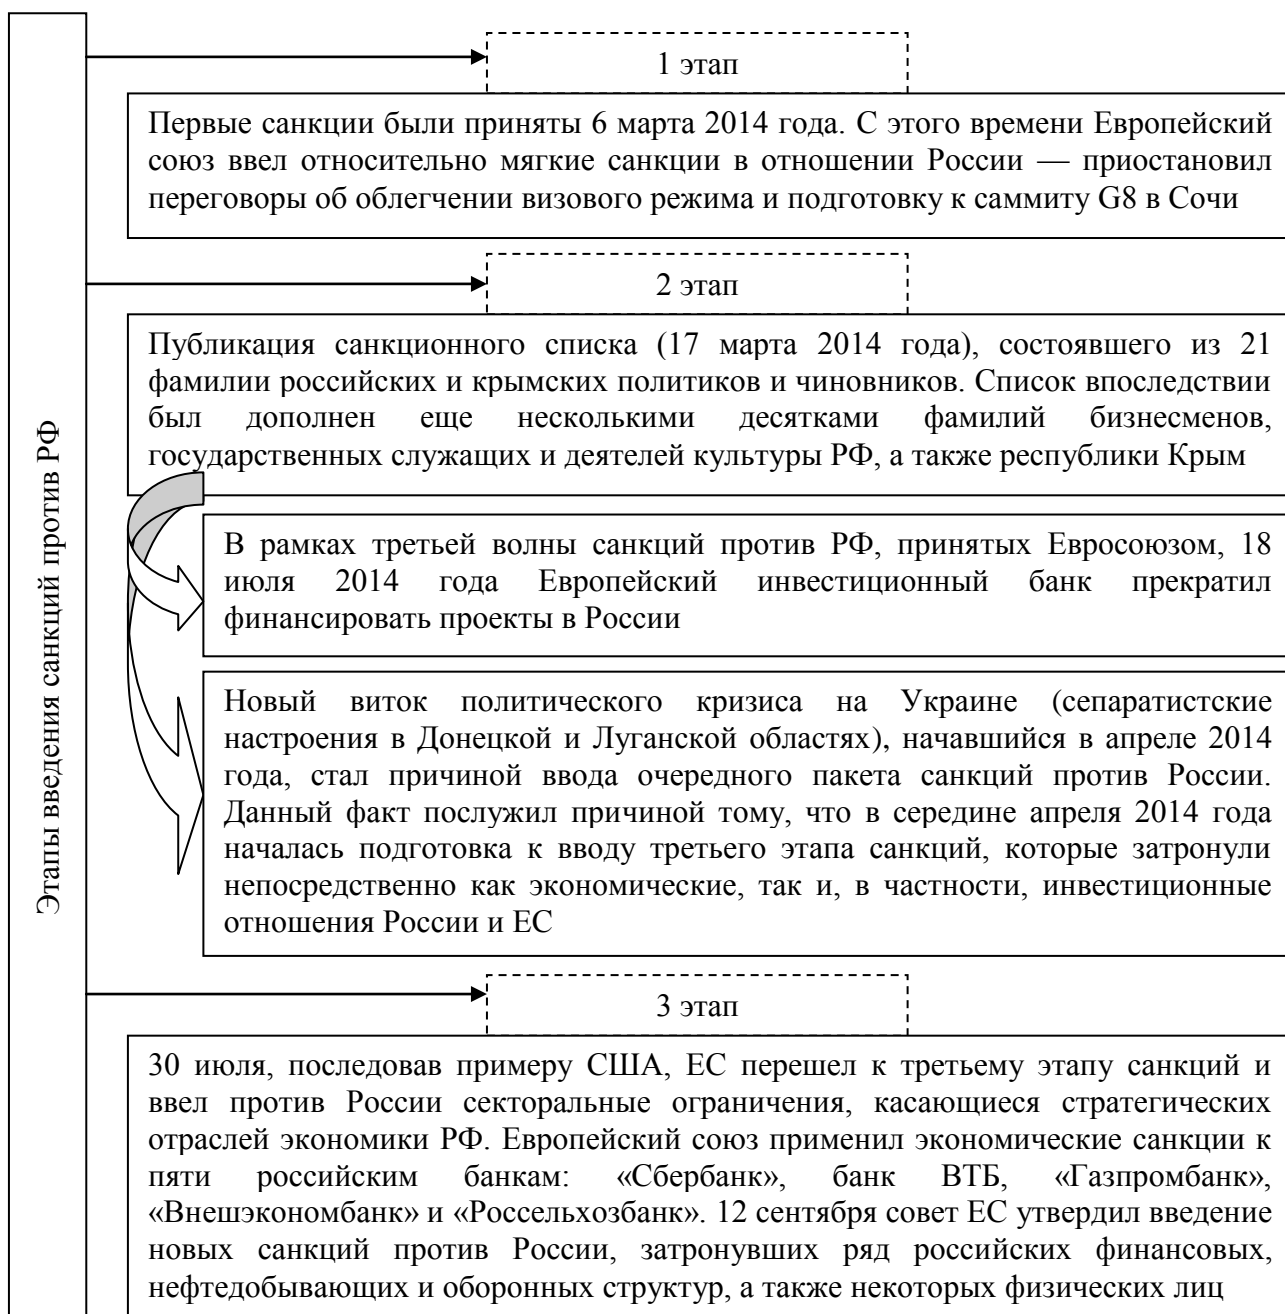 Этапы введения санкций против РФ
1 этап
Первые санкции были приняты 6 марта 2014 года. С этого времени Европейский
союз ввел относительно мягкие санкции в отношении России — приостановил
переговоры об облегчении визового режима и подготовку к саммиту G8 в Сочи
2 этап
Публикация санкционного списка (17 марта 2014 года), состоявшего из 21
фамилии российских и крымских политиков и чиновников. Список впоследствии
был дополнен еще несколькими десятками фамилий бизнесменов,
государственных служащих и деятелей культуры РФ, а также республики Крым
В рамках третьей волны санкций против РФ, принятых Евросоюзом, 18
июля 2014 года Европейский инвестиционный банк прекратил
финансировать проекты в России
Новый виток политического кризиса на Украине (сепаратистские
настроения в Донецкой и Луганской областях), начавшийся в апреле 2014
года, стал причиной ввода очередного пакета санкций против России.
Данный факт послужил причиной тому, что в середине апреля 2014 года
началась подготовка к вводу третьего этапа санкций, которые затронули
непосредственно как экономические, так и, в частности, инвестиционные
отношения России и ЕС
3 этап
30 июля, последовав примеру США, ЕС перешел к третьему этапу санкций и
ввел против России секторальные ограничения, касающиеся стратегических
отраслей экономики РФ. Европейский союз применил экономические санкции к
пяти российским банкам: «Сбербанк», банк ВТБ, «Газпромбанк»,
«Внешэкономбанк» и «Россельхозбанк». 12 сентября совет ЕС утвердил введение
новых санкций против России, затронувших ряд российских финансовых,
нефтедобывающих и оборонных структур, а также некоторых физических лиц